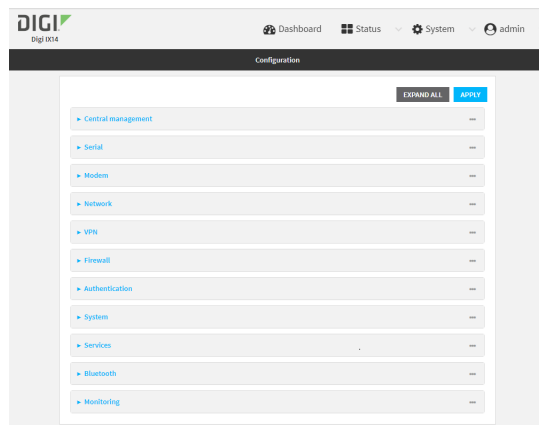 DIGI
Digi IX14
Dashboard Status System admin
Configuration
EXPAND ALL APPLY
Central management
Serial
Modem
Network
VPN
Firewall
Authentication
System
Services
Bluetooth
Monitoring